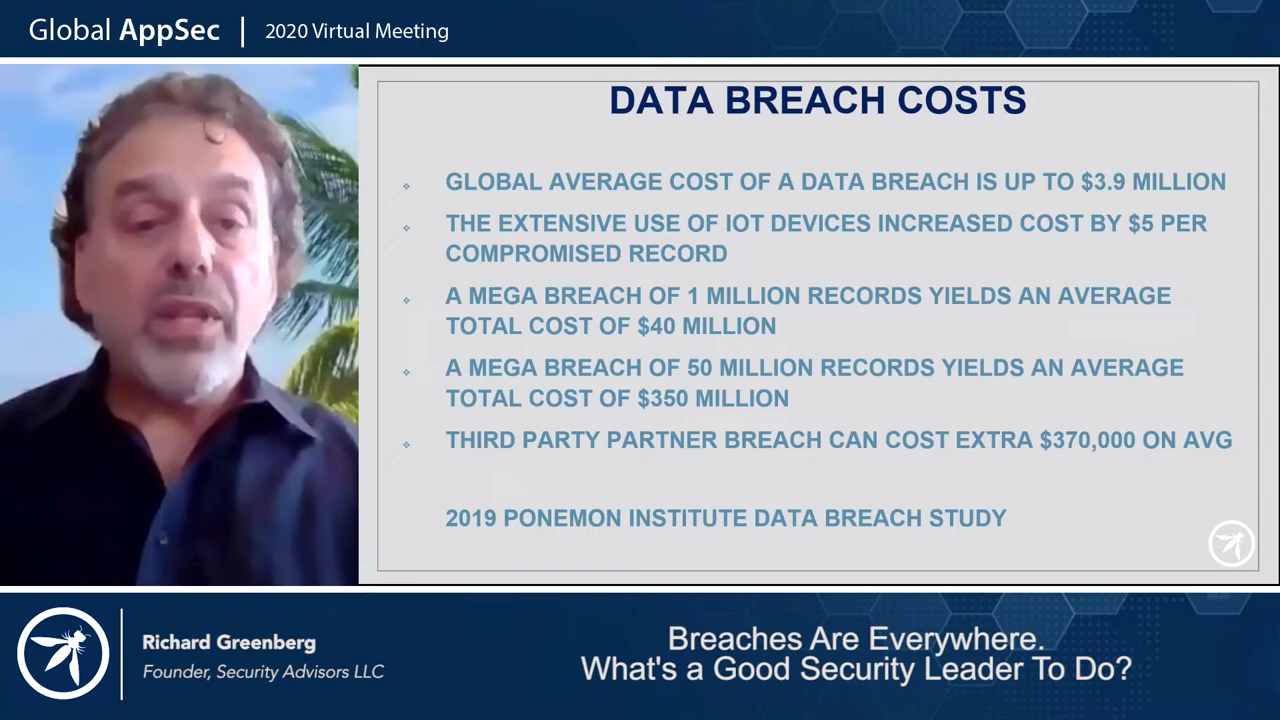 Global AppSec | 2020 Virtual Meeting
DATA BREACH COSTS
GLOBAL AVERAGE COST OF A DATA BREACH IS UP TO $3.9 MILLION
THE EXTENSIVE USE OF IOT DEVICES INCREASED COST BY $5 PER
COMPROMISED RECORD
A MEGA BREACH OF 1 MILLION RECORDS YIELDS AN AVERAGE
TOTAL COST OF $40 MILLION
A MEGA BREACH OF 50 MILLION RECORDS YIELDS AN AVERAGE
TOTAL COST OF $350 MILLION
THIRD PARTY PARTNER BREACH CAN COST EXTRA $370,000 ON AVG
2019 PONEMON INSTITUTE DATA BREACH STUDY
Richard Greenberg
Founder, Security Advisors LLC
Breaches Are Everywhere.
What's a Good Security Leader To Do?